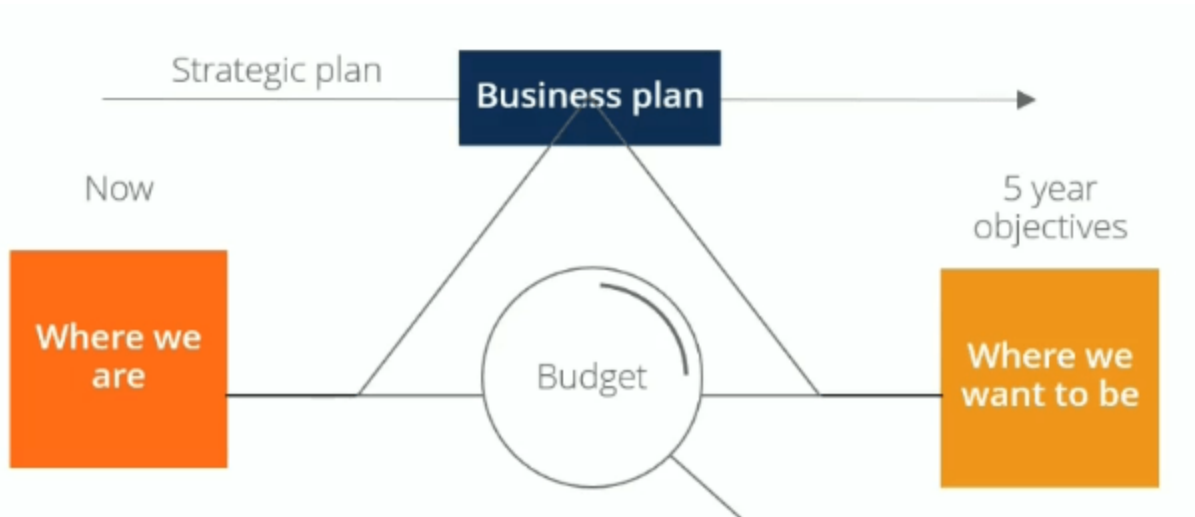 Strategic plan
Business plan
Now
5 year
objectives
Where we
are
Budget
Where we
want to be